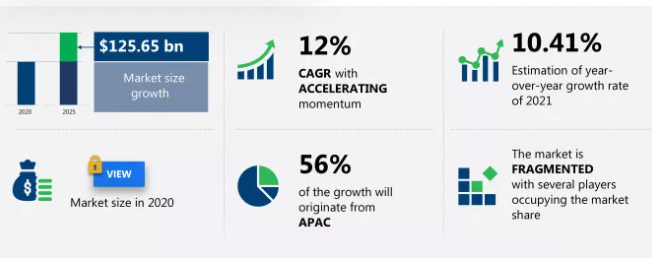 $125.65 bn
Market size
growth
2020
2025
12%
CAGR with
ACCELERATING
momentum
10.41%
Estimation of year-
over-year growth rate
of 2021
$
VIEW
Market size in 2020
56%
of the growth will
originate from
APAC
The market is
FRAGMENTED
with several players
occupying the market
share